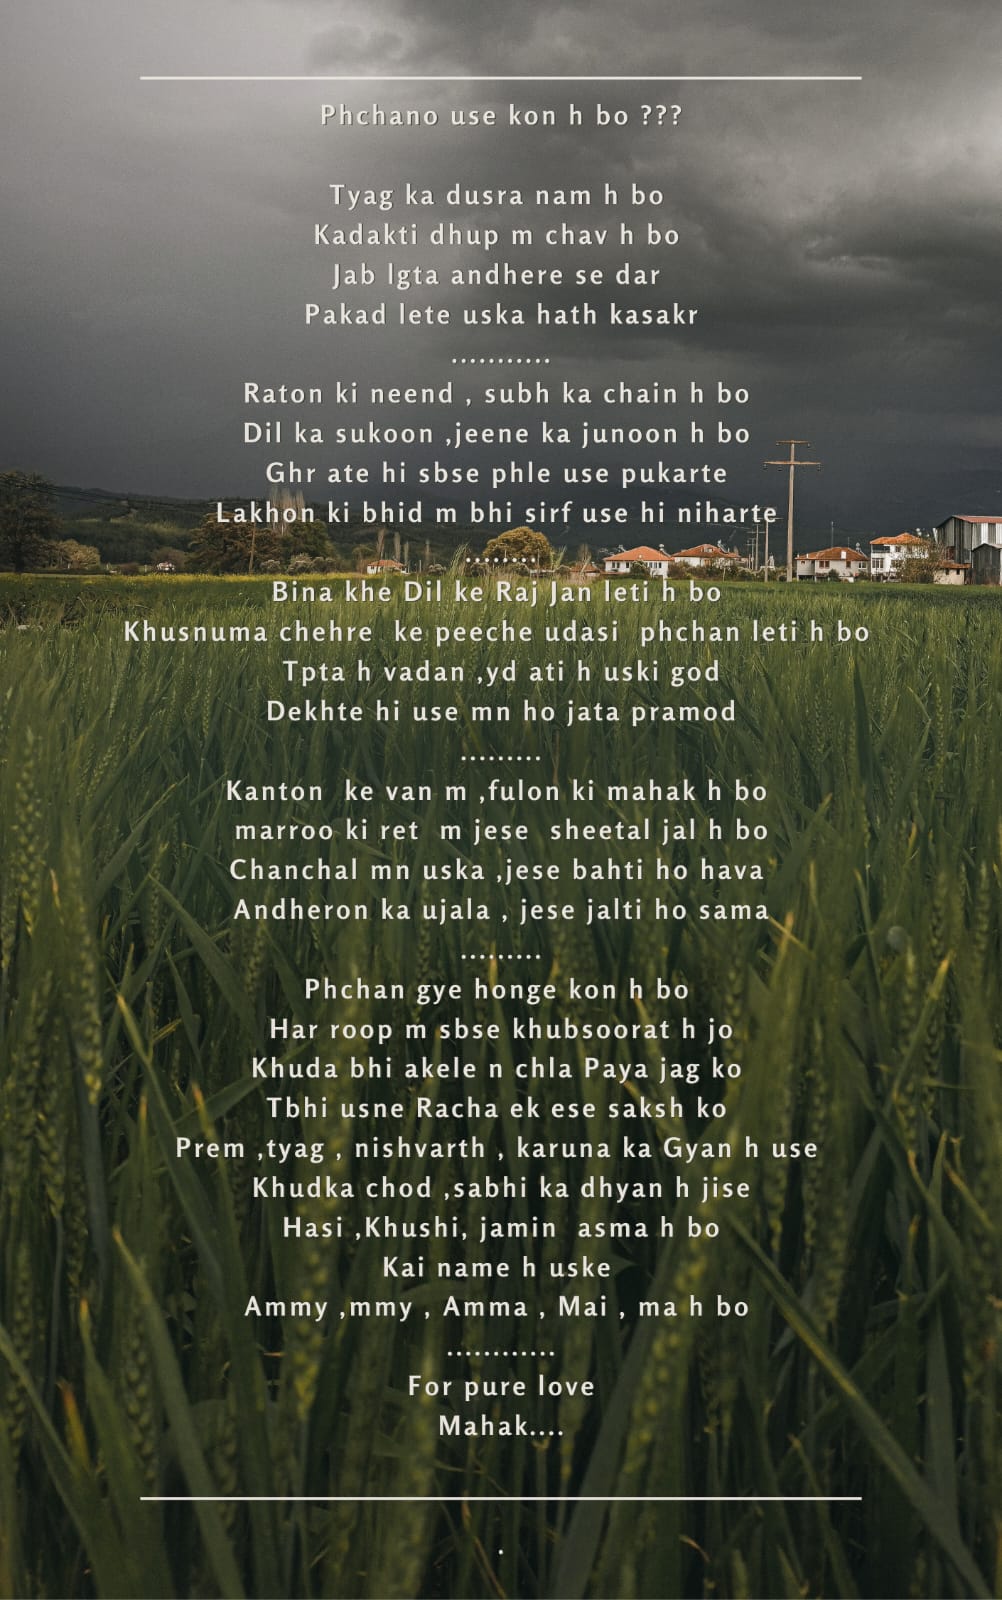 Phchano use kon h bo ???
Tyag ka dusra nam h bo
Kadakti dhup m chav h bo
Jab lgta andhere se dar
Pakad lete uska hath kasakr
...........
Raton ki neend , subh ka chain h bo
Dil ka sukoon ,jeene ka junoon h bo
Ghr ate hi sbse phle use pukarte
Lakhon ki bhid m bhi sirf use hi niharte
........
Bina khe Dil ke Raj Jan leti h bo
Khusnuma chehre ke peeche udasi phchan leti h bo
Tpta h vadan ,yd ati h uski god
Dekhte hi use mn ho jata pramod
.........
Kanton ke van m ,fulon ki mahak h bo
marroo ki ret m jese sheetal jal h bo
Chanchal mn uska ,jese bahti ho hava
Andheron ka ujala , jese jalti ho sama
.........
Phchan gye honge kon h bo
Har roop m sbse khubsoorat h jo
Khuda bhi akele n chla Paya jag ko
Tbhi usne Racha ek ese saksh ko
Prem ,tyag , nishvarth , karuna ka Gyan h use
Khudka chod ,sabhi ka dhyan h jise
Hasi ,Khushi, jamin asma h bo
Kai name h uske
Ammy ,mmy , Amma , Mai , ma h bo
............
For pure love
Mahak....
.